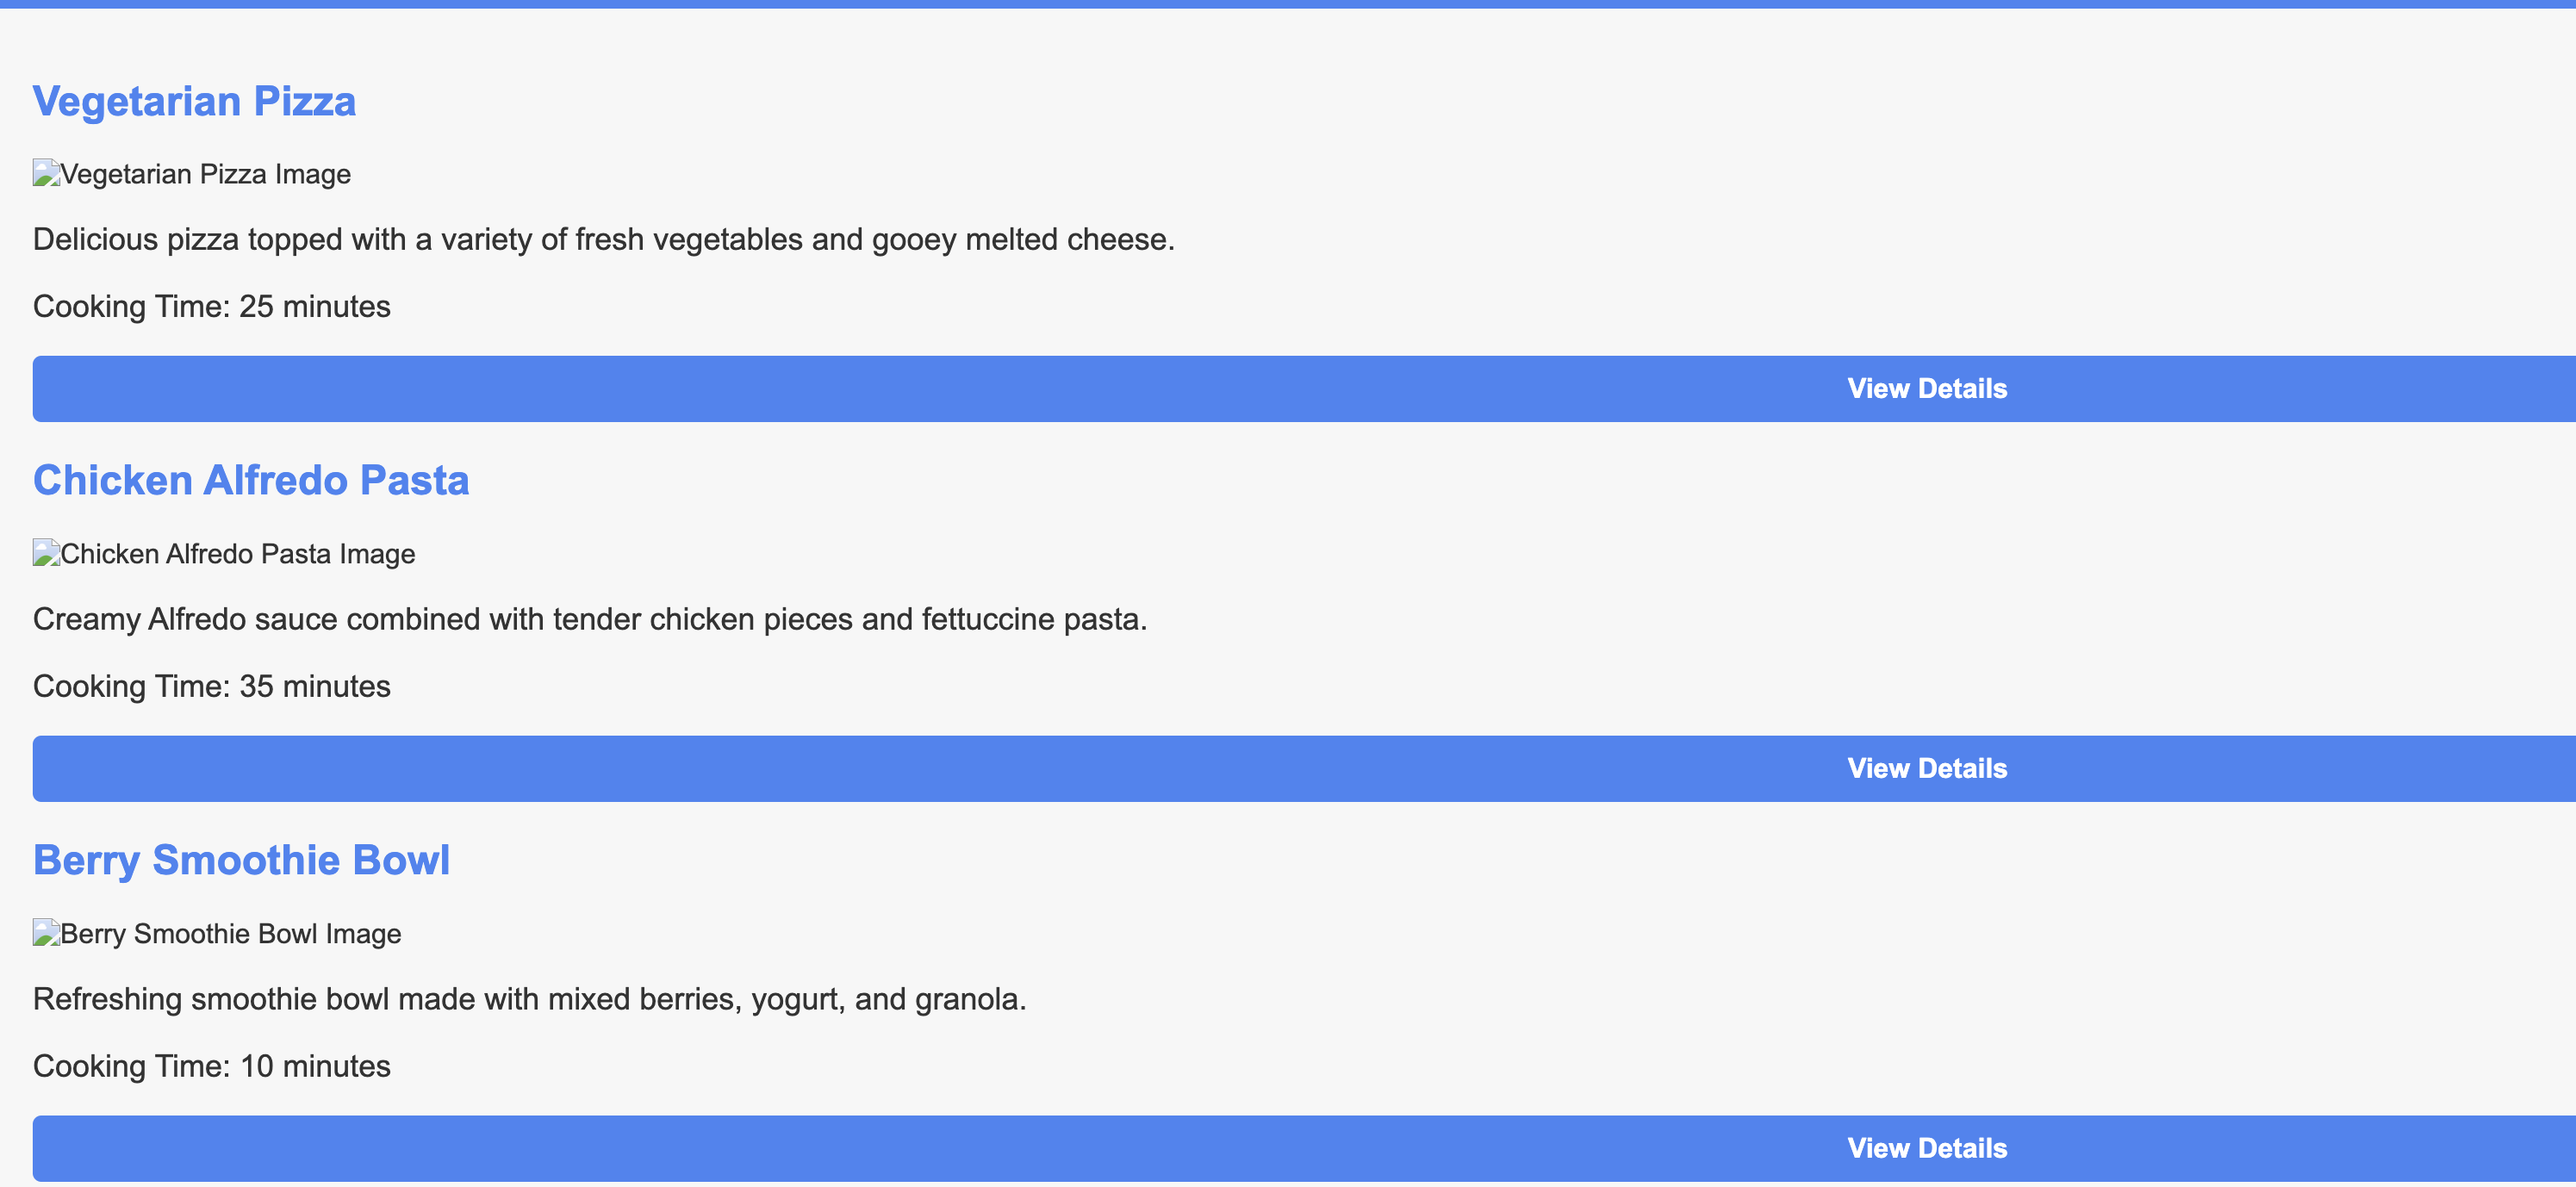 Vegetarian Pizza
Vegetarian Pizza Image
Delicious pizza topped with a variety of fresh vegetables and gooey melted cheese.
Cooking Time: 25 minutes
View Details
Chicken Alfredo Pasta
Chicken Alfredo Pasta Image
Creamy Alfredo sauce combined with tender chicken pieces and fettuccine pasta.
Cooking Time: 35 minutes
View Details
Berry Smoothie Bowl
Berry Smoothie Bowl Image
Refreshing smoothie bowl made with mixed berries, yogurt, and granola.
Cooking Time: 10 minutes
View Details